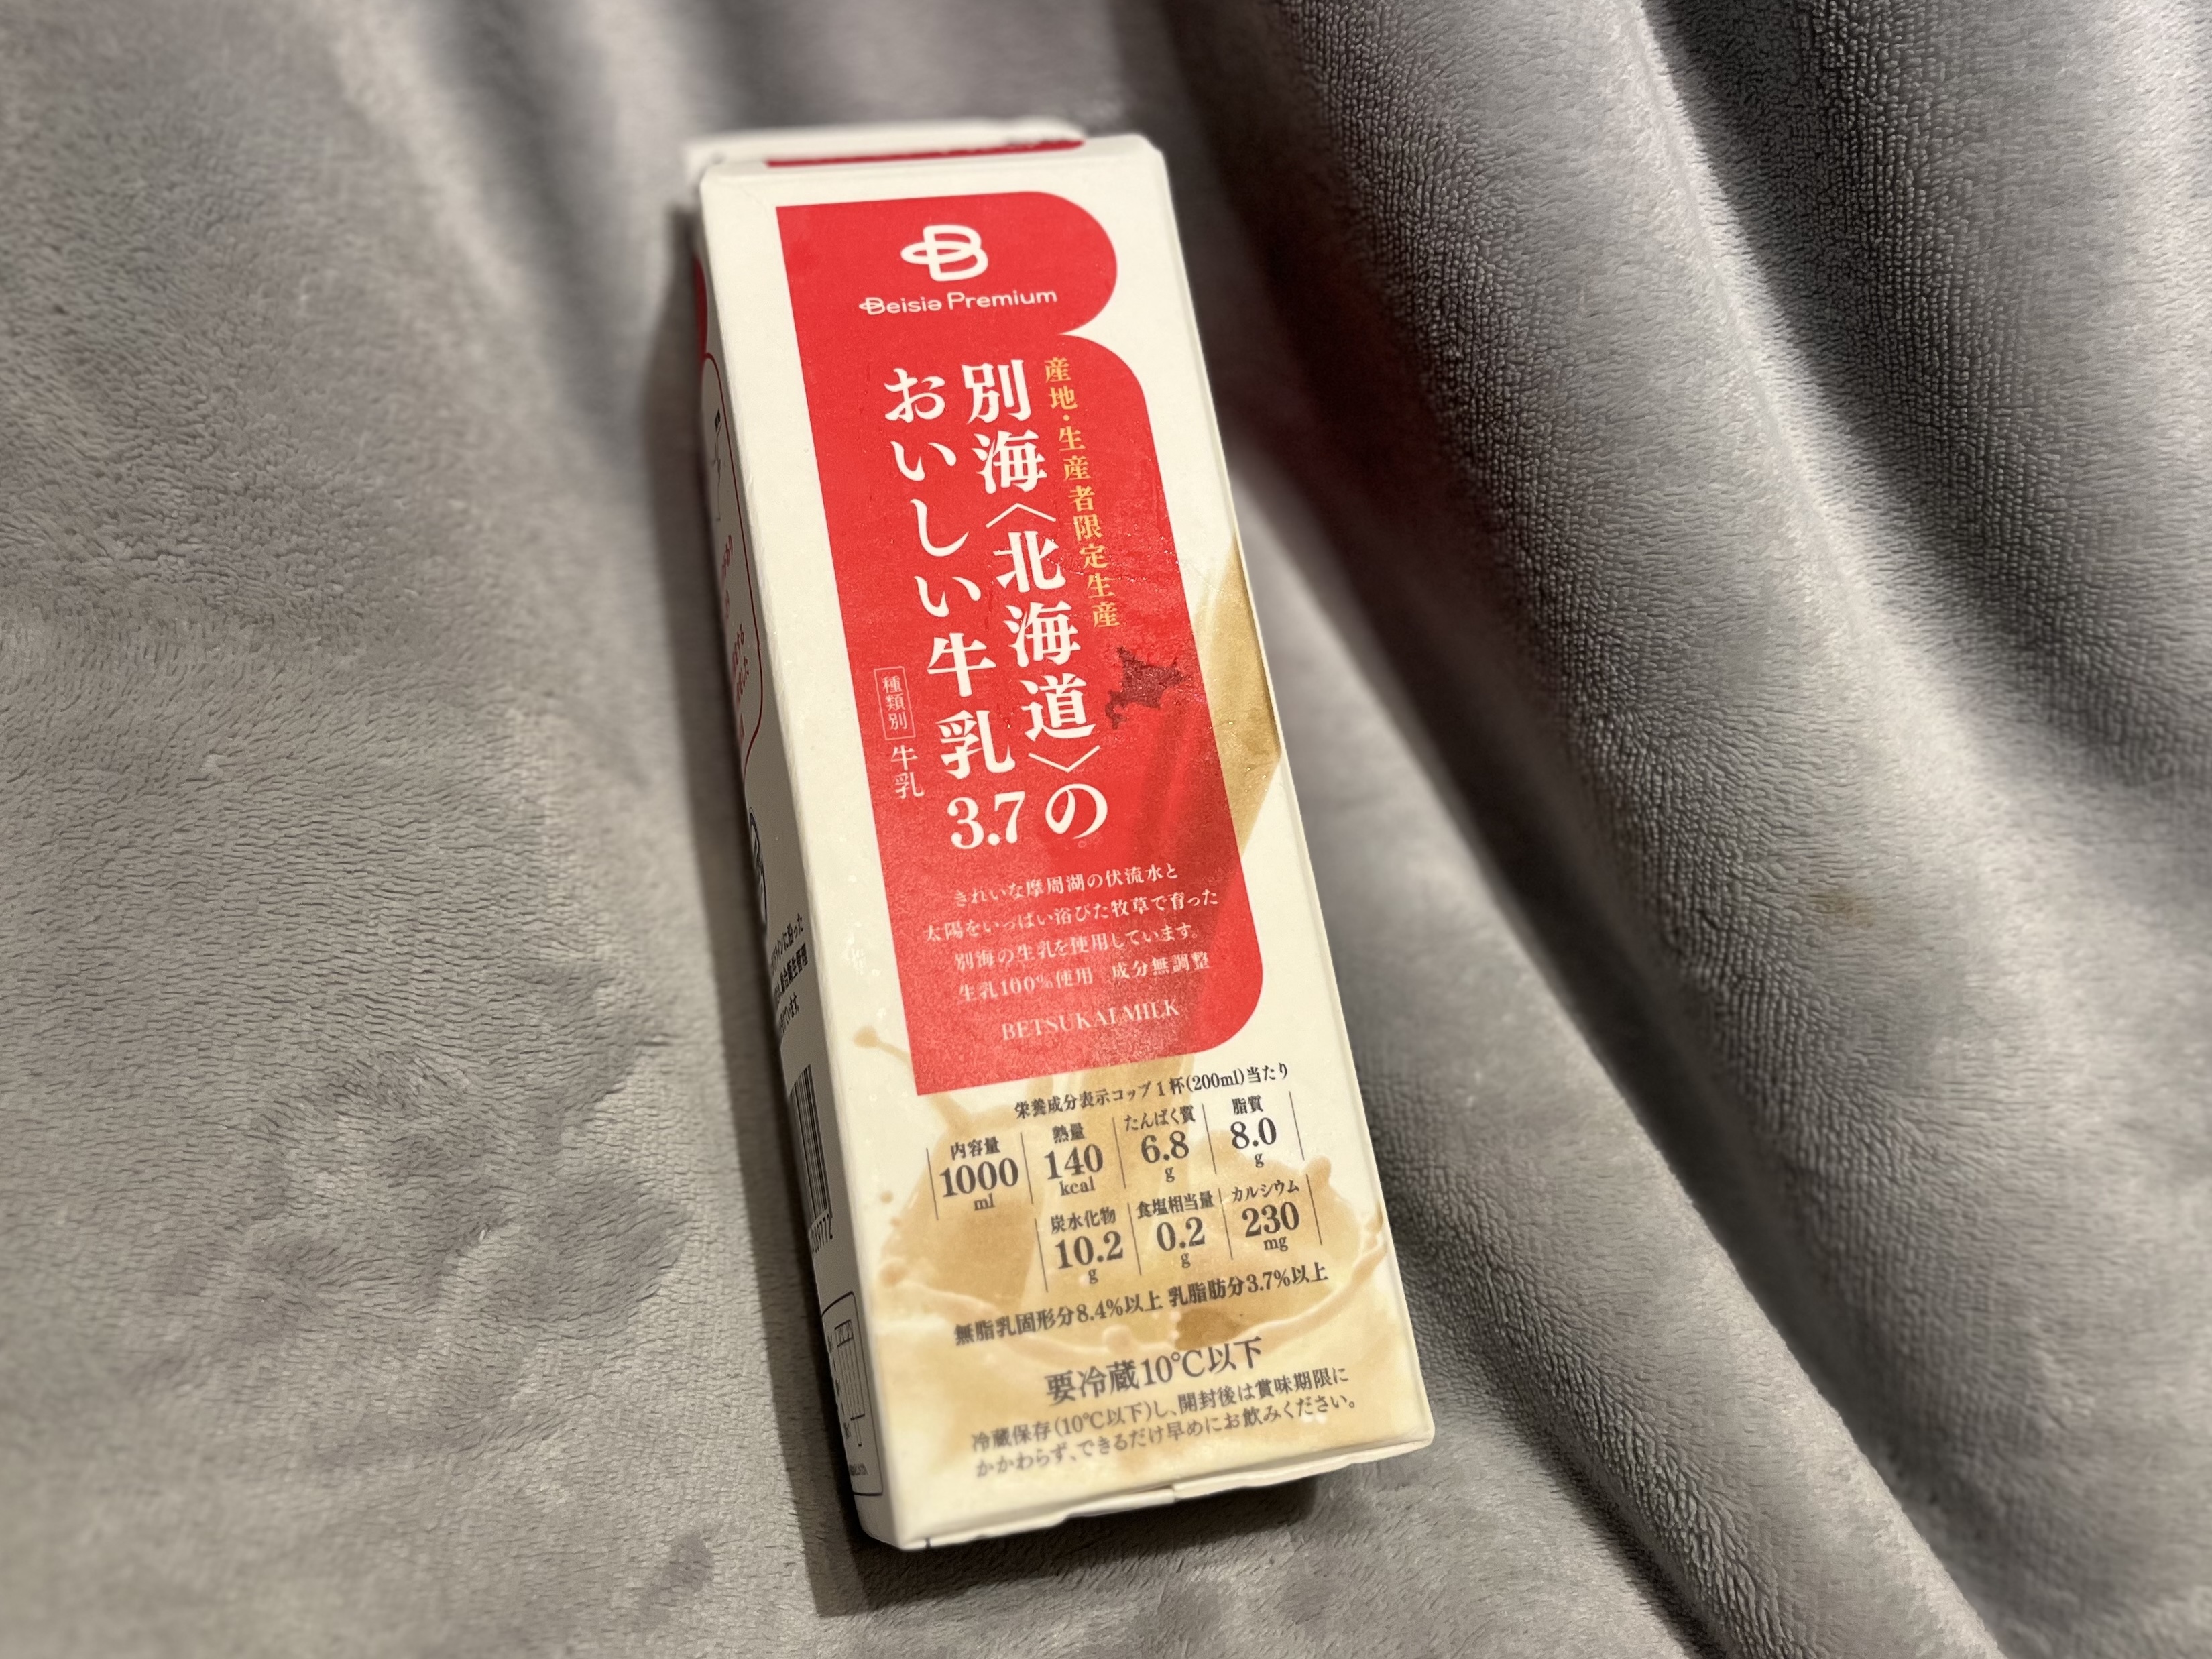 Beisia Premium
産地・生産者限定生産
別海〈北海道〉の
おいしい牛乳3.7
種類別 牛乳
きれいな摩周湖の伏流水と
太陽をいっぱい浴びた牧草で育った
別海の生乳を使用しています。
生乳100%使用 成分無調整
BETSUKAI MILK
栄養成分表示コップ1杯(200ml)当たり
内容量 熱量 たんぱく質 脂質
1000 140 6.8 8.0
ml kcal g g
炭水化物 食塩相当量 カルシウム
10.2 0.2 230
g g mg
無脂乳固形分8.4%以上 乳脂肪分3.7%以上
要冷蔵10℃以下
冷蔵保存(10℃以下)し、開封後は賞味期限に
かかわらず、できるだけ早めにお飲みください。